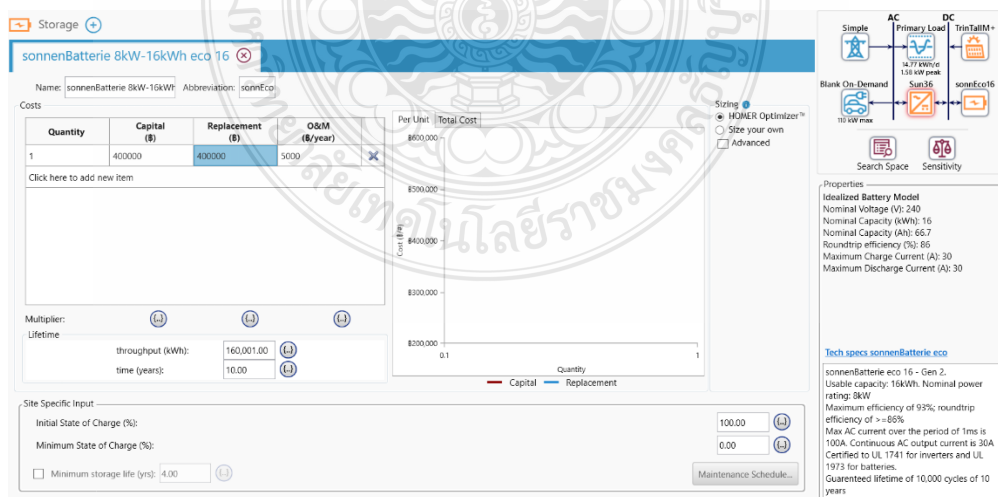 Storage
sonnenBatterie 8kW-16kWh eco 16
Name: sonnenBatterie 8kW-16kWh Abbreviation: sonnEco
Costs
Quantity Capital (฿) Replacement (฿) O&M (฿/year)
1 400000 400000 5000
Click here to add new item
Multiplier:
Lifetime
throughput (kWh): 160,001.00
time (years): 10.00
Per Unit Total Cost
฿600,000
฿500,000
฿400,000
฿300,000
฿200,000
Cost (฿/#)
0.1 1
Quantity
Capital Replacement
Sizing
HOMER Optimizer™
Size your own
Advanced
Site Specific Input
Initial State of Charge (%): 100.00
Minimum State of Charge (%): 0.00
Minimum storage life (yrs): 4.00
Maintenance Schedule...
AC DC
Simple Primary Load TrinTallM+
14.77 kWh/d
1.58 kW peak
Blank On-Demand Sun36 sonnEco16
110 kW max
Search Space Sensitivity
Properties
Idealized Battery Model
Nominal Voltage (V): 240
Nominal Capacity (kWh): 16
Nominal Capacity (Ah): 66.7
Roundtrip efficiency (%): 86
Maximum Charge Current (A): 30
Maximum Discharge Current (A): 30
Tech specs sonnenBatterie eco
sonnenBatterie eco 16 - Gen 2.
Usable capacity: 16kWh. Nominal power
rating: 8kW
Maximum efficiency of 93%; roundtrip
efficiency of >=86%
Max AC current over the period of 1ms is
100A. Continuous AC output current is 30A
Certified to UL 1741 for inverters and UL
1973 for batteries.
Guarenteed lifetime of 10,000 cycles of 10
years